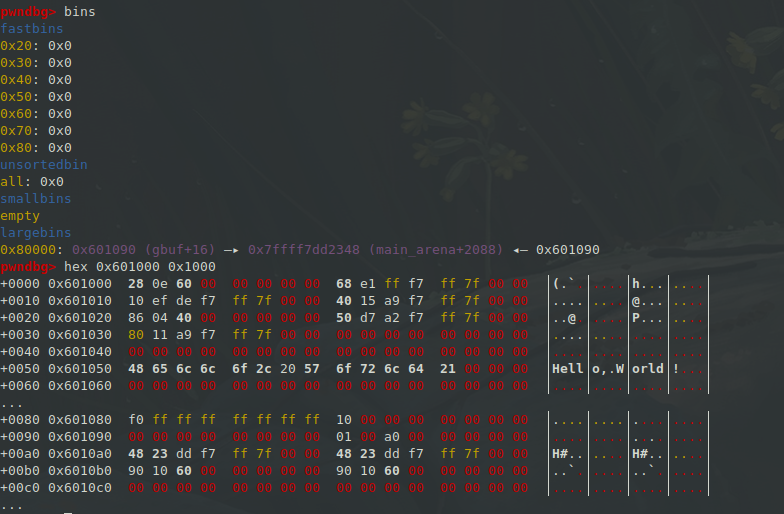 pwndbg> bins
fastbins
0x20: 0x0
0x30: 0x0
0x40: 0x0
0x50: 0x0
0x60: 0x0
0x70: 0x0
0x80: 0x0
unsortedbin
all: 0x0
smallbins
empty
largebins
0x80000: 0x601090 (gbuf+16) —▸ 0x7ffff7dd2348 (main_arena+2088) ◂— 0x601090
pwndbg> hex 0x601000 0x1000
+0000 0x601000 28 0e 60 00 00 00 00 00 68 e1 ff f7 ff 7f 00 00 |(.`.|....|h...|....|
+0010 0x601010 10 ef de f7 ff 7f 00 00 40 15 a9 f7 ff 7f 00 00 |....|....|@...|....|
+0020 0x601020 86 04 40 00 00 00 00 00 50 d7 a2 f7 ff 7f 00 00 |..@.|....|P...|....|
+0030 0x601030 80 11 a9 f7 ff 7f 00 00 00 00 00 00 00 00 00 00 |....|....|....|....|
+0040 0x601040 00 00 00 00 00 00 00 00 00 00 00 00 00 00 00 00 |....|....|....|....|
+0050 0x601050 48 65 6c 6c 6f 2c 20 57 6f 72 6c 64 21 00 00 00 |Hell|o,.W|orld|!...|
+0060 0x601060 00 00 00 00 00 00 00 00 00 00 00 00 00 00 00 00 |....|....|....|....|
...
+0080 0x601080 f0 ff ff ff ff ff ff ff 10 00 00 00 00 00 00 00 |....|....|....|....|
+0090 0x601090 00 00 00 00 00 00 00 00 01 00 a0 00 00 00 00 00 |....|....|....|....|
+00a0 0x6010a0 48 23 dd f7 ff 7f 00 00 48 23 dd f7 ff 7f 00 00 |H#..|....|H#..|....|
+00b0 0x6010b0 90 10 60 00 00 00 00 00 90 10 60 00 00 00 00 00 |..`.|....|..`.|....|
+00c0 0x6010c0 00 00 00 00 00 00 00 00 00 00 00 00 00 00 00 00 |....|....|....|....|
...